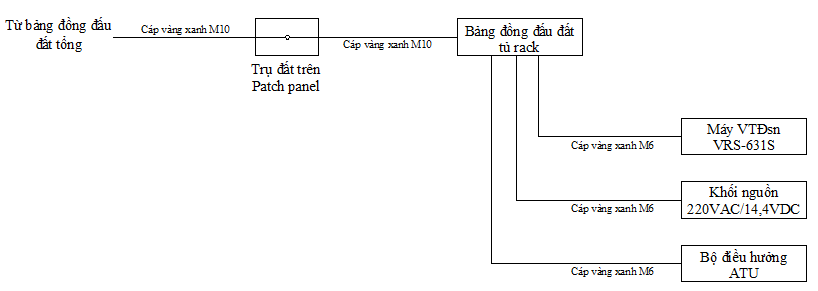 Từ bảng đồng đấu
đất tổng
Cáp vàng xanh M10
Trụ đất trên
Patch panel
Cáp vàng xanh M10
Bảng đồng đấu đất
tủ rack
Cáp vàng xanh M6
Máy VTĐsn
VRS-631S
Cáp vàng xanh M6
Khối nguồn
220VAC/14,4VDC
Cáp vàng xanh M6
Bộ điều hưởng
ATU